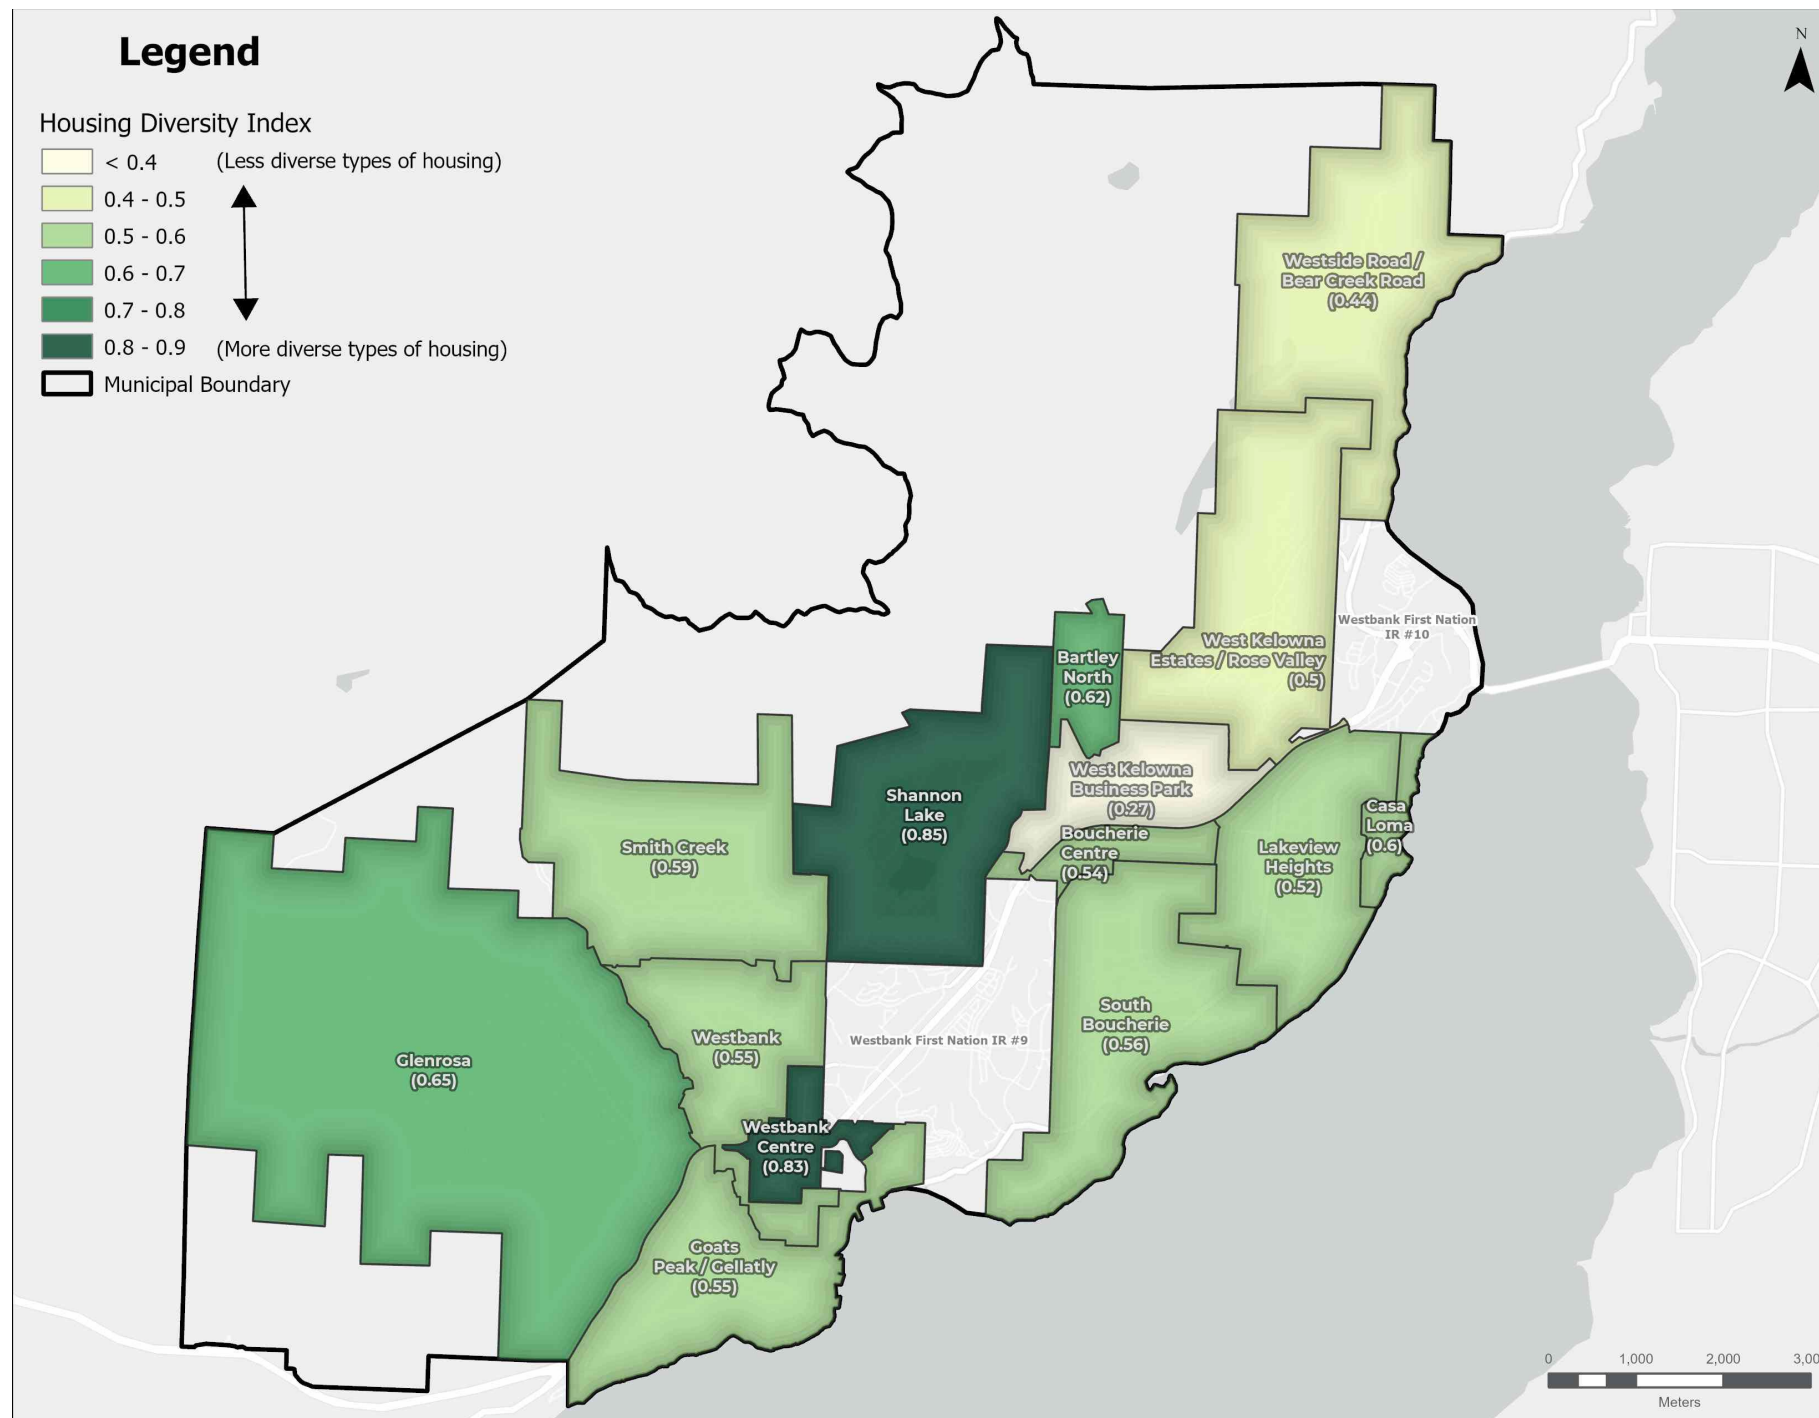 Legend
Housing Diversity Index
< 0.4 (Less diverse types of housing)
0.4 - 0.5
0.5 - 0.6
0.6 - 0.7
0.7 - 0.8
0.8 - 0.9 (More diverse types of housing)
Municipal Boundary
N
Westside Road /
Bear Creek Road
(0.44)
Westbank First Nation
IR #10
West Kelowna
Estates / Rose Valley
(0.5)
Bartley
North
(0.62)
West Kelowna
Business Park
(0.27)
Shannon
Lake
(0.85)
Boucherie
Centre
(0.54)
Casa
Loma
(0.6)
Lakeview
Heights
(0.52)
Smith Creek
(0.59)
South
Boucherie
(0.56)
Westbank
(0.55)
Westbank First Nation IR #9
Glenrosa
(0.65)
Westbank
Centre
(0.83)
Goats
Peak / Gellatly
(0.55)
0 1,000 2,000 3,00
Meters